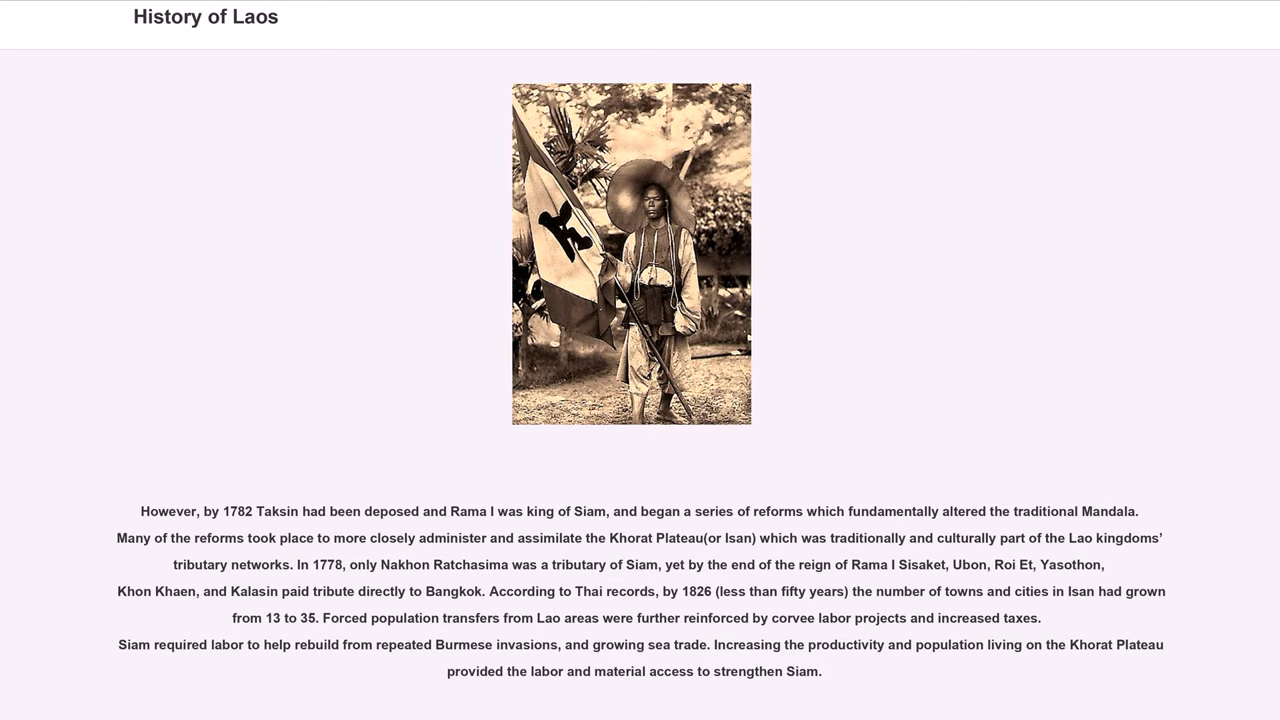 History of Laos
However, by 1782 Taksin had been deposed and Rama I was king of Siam, and began a series of reforms which fundamentally altered the traditional Mandala.
Many of the reforms took place to more closely administer and assimilate the Khorat Plateau(or Isan) which was traditionally and culturally part of the Lao kingdoms’
tributary networks. In 1778, only Nakhon Ratchasima was a tributary of Siam, yet by the end of the reign of Rama I Sisaket, Ubon, Roi Et, Yasothon,
Khon Khaen, and Kalasin paid tribute directly to Bangkok. According to Thai records, by 1826 (less than fifty years) the number of towns and cities in Isan had grown
from 13 to 35. Forced population transfers from Lao areas were further reinforced by corvee labor projects and increased taxes.
Siam required labor to help rebuild from repeated Burmese invasions, and growing sea trade. Increasing the productivity and population living on the Khorat Plateau
provided the labor and material access to strengthen Siam.